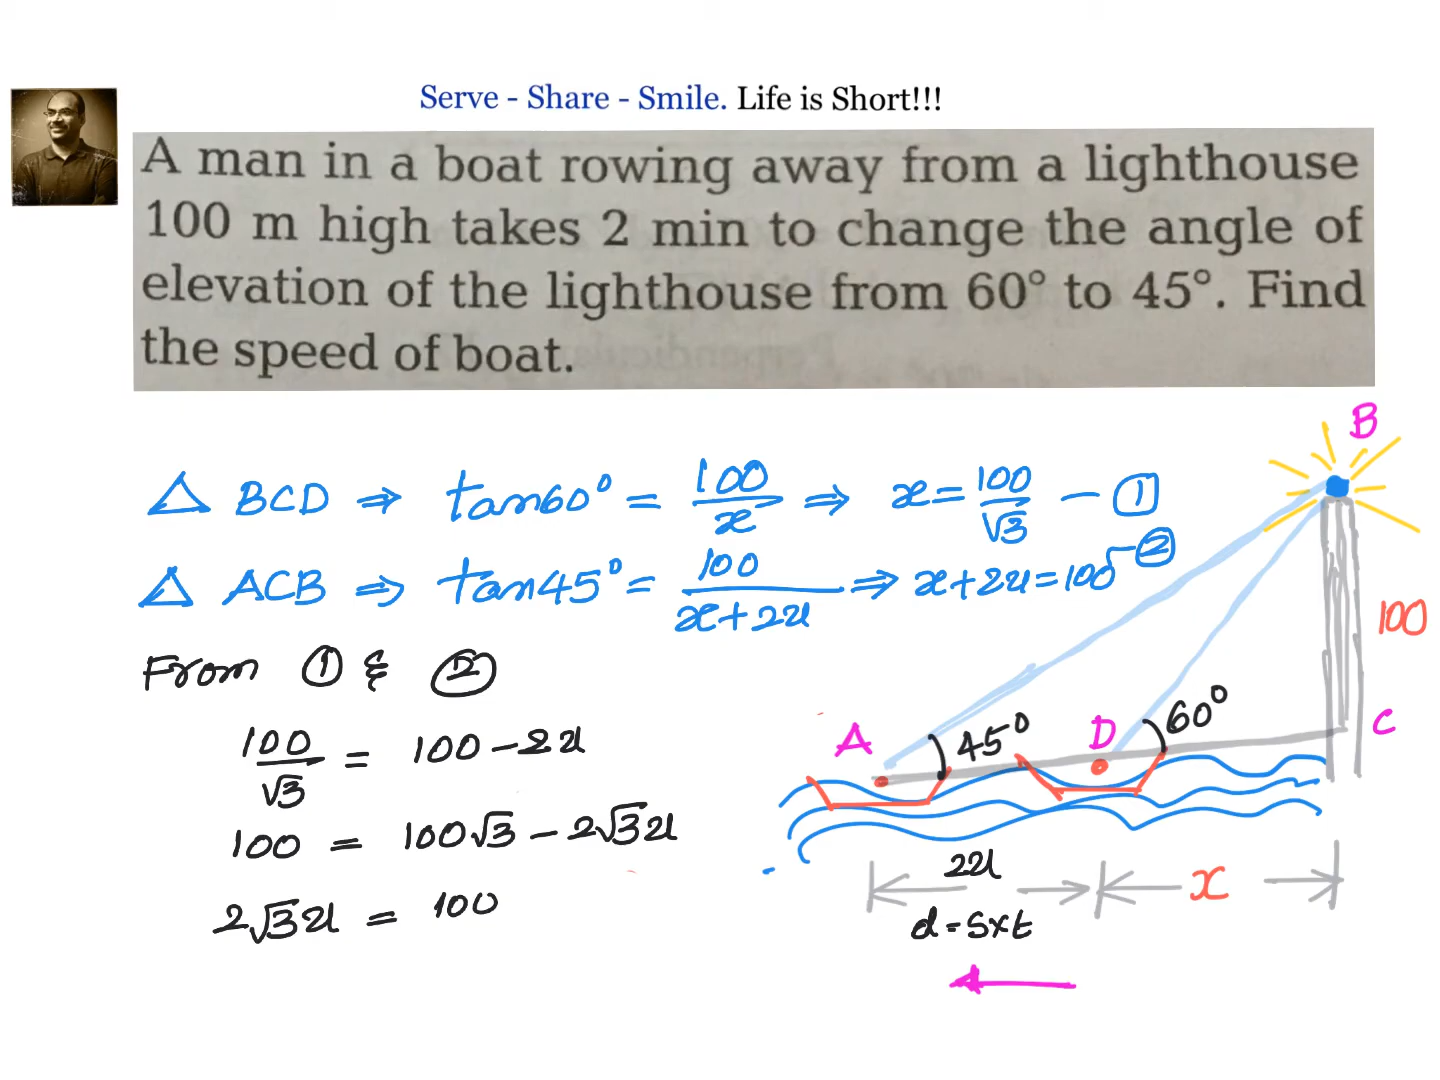 Serve - Share - Smile. Life is Short!!!
A man in a boat rowing away from a lighthouse
100 m high takes 2 min to change the angle of
elevation of the lighthouse from 60° to 45°. Find
the speed of boat.
B
△ BCD ⇒ tan60° = 100/x ⇒ x = 100/√3 – ①
△ ACB ⇒ tan45° = 100/(x+2u) ⇒ x+2u=100 – ②
100
From ① & ②
A 45° D 60° C
100/√3 = 100 – 2u
100 = 100√3 – 2√3u
2u x
2√3u = 100
d = s×t